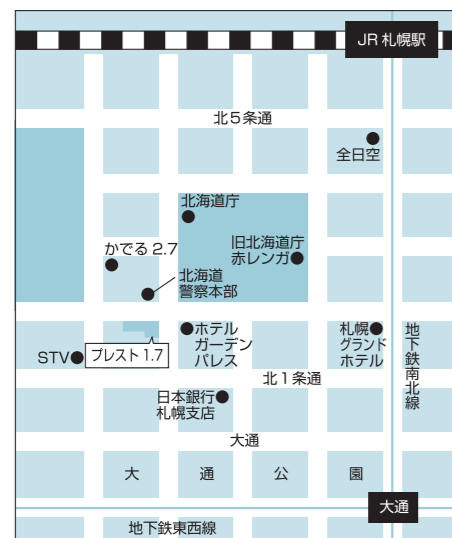 JR 札幌駅
北5条通
全日空
北海道庁
旧北海道庁
赤レンガ
かでる 2.7
北海道
警察本部
ホテル
ガーデン
パレス
札幌
グランド
ホテル
地下鉄南北線
STV
プレスト 1.7
北1条通
日本銀行
札幌支店
大通
大通公園
大通
地下鉄東西線